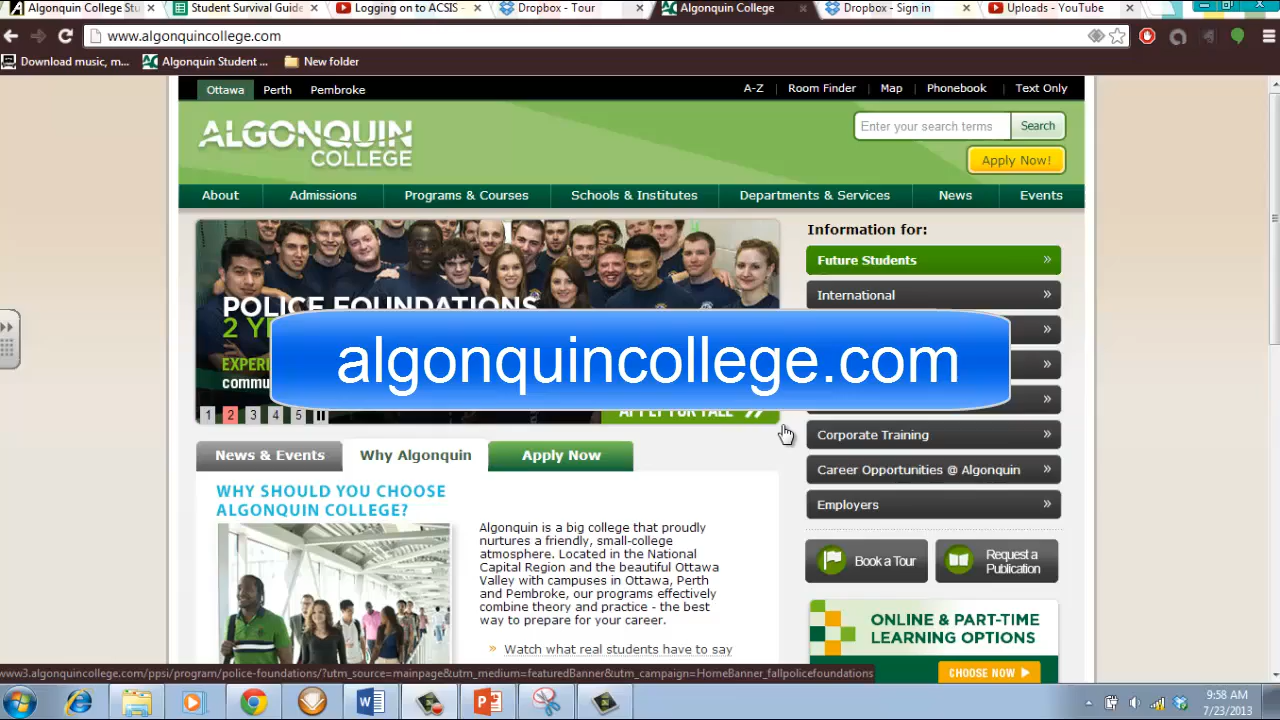 Algonquin College Stu
Student Survival Guide
Logging on to ACSIS -
Dropbox - Tour
Algonquin College
Dropbox - Sign in
Uploads - YouTube
www.algonquincollege.com
Download music, m...
Algonquin Student ...
New folder
Ottawa
Perth
Pembroke
A-Z
Room Finder
Map
Phonebook
Text Only
ALGONQUIN
COLLEGE
Enter your search terms
Search
Apply Now!
About
Admissions
Programs & Courses
Schools & Institutes
Departments & Services
News
Events
POLICE FOUNDATIONS
2 YE
EXPERI
commu
APPLY FOR FALL »
1 2 3 4 5
algonquincollege.com
Information for:
Future Students »
International »
Corporate Training »
Career Opportunities @ Algonquin »
Employers »
Book a Tour
Request a
Publication
ONLINE & PART-TIME
LEARNING OPTIONS
CHOOSE NOW
News & Events
Why Algonquin
Apply Now
WHY SHOULD YOU CHOOSE
ALGONQUIN COLLEGE?
Algonquin is a big college that proudly
nurtures a friendly, small-college
atmosphere. Located in the National
Capital Region and the beautiful Ottawa
Valley with campuses in Ottawa, Perth
and Pembroke, our programs effectively
combine theory and practice - the best
way to prepare for your career.
» Watch what real students have to say
www3.algonquincollege.com/ppsi/program/police-foundations/?utm_source=mainpage&utm_medium=featuredBanner&utm_campaign=HomeBanner_fallpolicefoundations
9:58 AM
7/23/2013